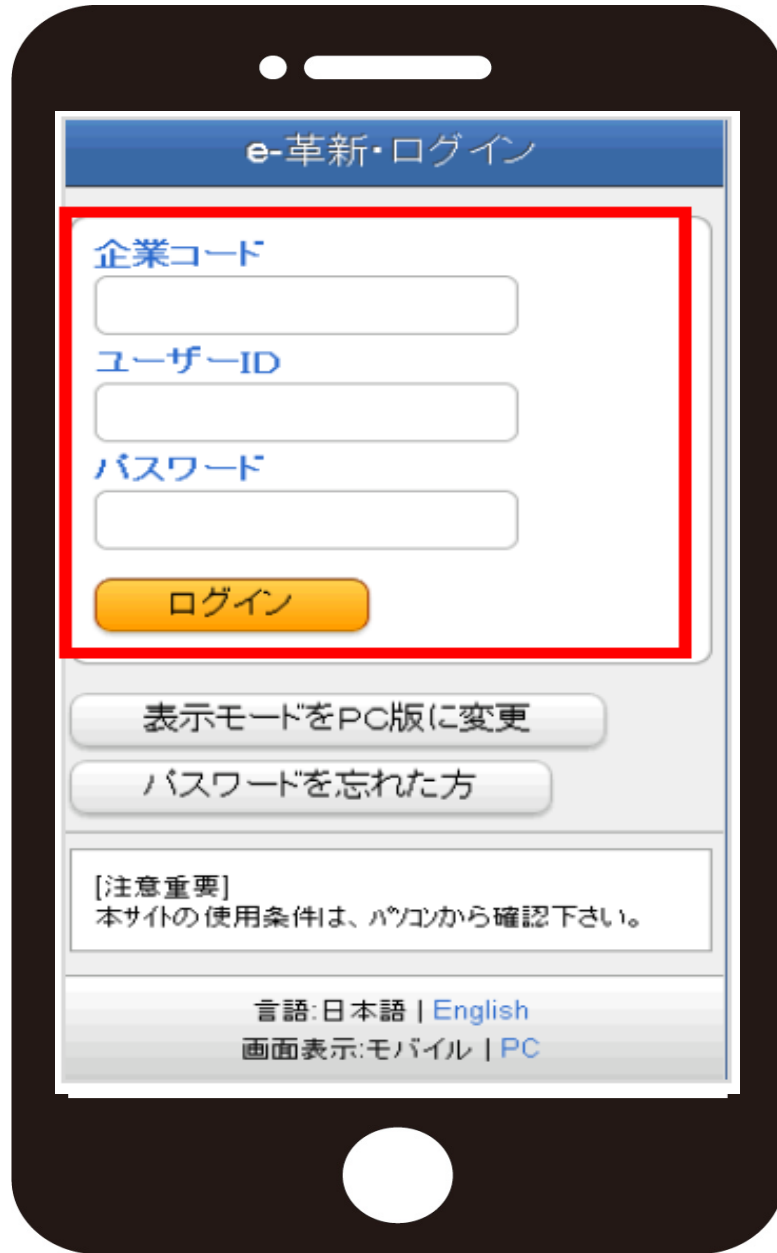 e-革新・ログイン
企業コード
ユーザーID
パスワード
ログイン
表示モードをPC版に変更
パスワードを忘れた方
[注意重要]
本サイトの使用条件は、パソコンから確認下さい。
言語:日本語 | English
画面表示:モバイル | PC